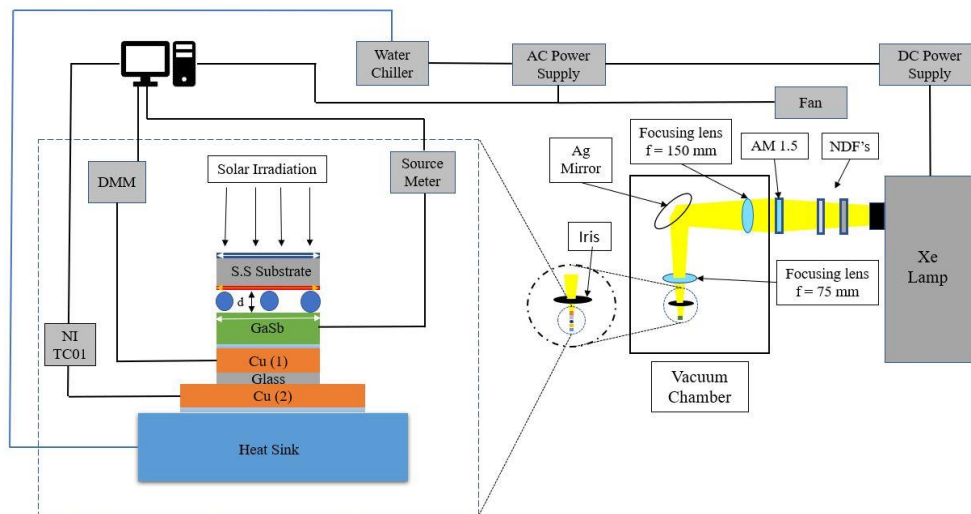 Water
Chiller
AC Power
Supply
DC Power
Supply
Fan
Focusing lens
f = 150 mm
AM 1.5
NDF's
Ag
Mirror
Source
Meter
DMM
Solar Irradiation
Iris
S.S Substrate
d
GaSb
Xe
Lamp
Focusing lens
f = 75 mm
NI
TC01
Cu (1)
Glass
Cu (2)
Vacuum
Chamber
Heat Sink